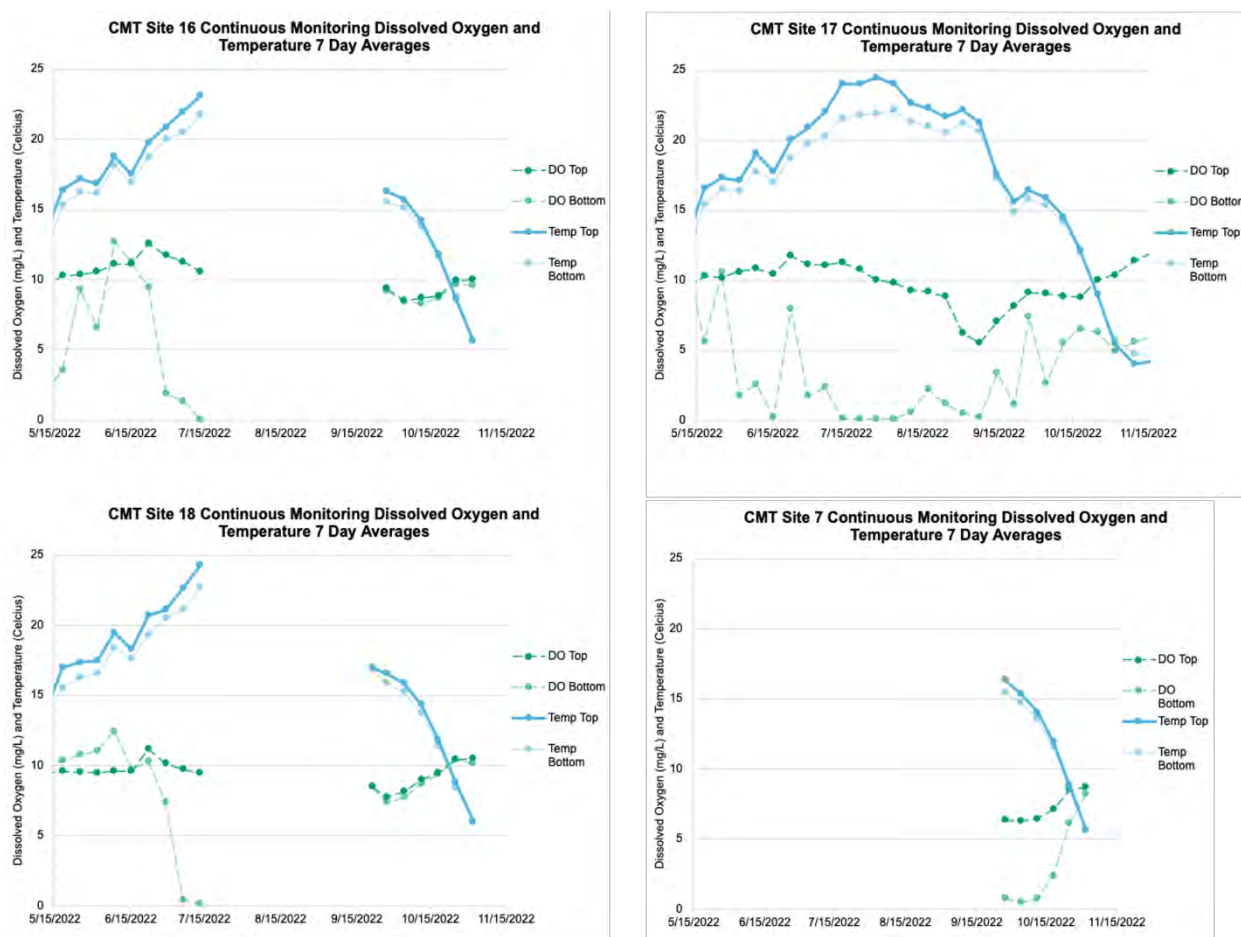 CMT Site 16 Continuous Monitoring Dissolved Oxygen and
Temperature 7 Day Averages
Dissolved Oxygen (mg/L) and Temperature (Celcius)
25
20
15
10
5
0
5/15/2022 6/15/2022 7/15/2022 8/15/2022 9/15/2022 10/15/2022 11/15/2022
DO Top
DO Bottom
Temp Top
Temp
Bottom
CMT Site 17 Continuous Monitoring Dissolved Oxygen and
Temperature 7 Day Averages
Dissolved Oxygen (mg/L) and Temperature (Celcius)
25
20
15
10
5
0
5/15/2022 6/15/2022 7/15/2022 8/15/2022 9/15/2022 10/15/2022 11/15/2022
DO Top
DO Bottom
Temp Top
Temp
Bottom
CMT Site 18 Continuous Monitoring Dissolved Oxygen and
Temperature 7 Day Averages
Dissolved Oxygen (mg/L) and Temperature (Celcius)
25
20
15
10
5
0
5/15/2022 6/15/2022 7/15/2022 8/15/2022 9/15/2022 10/15/2022 11/15/2022
DO Top
DO Bottom
Temp Top
Temp
Bottom
CMT Site 7 Continuous Monitoring Dissolved Oxygen and
Temperature 7 Day Averages
Dissolved Oxygen (mg/L) and Temperature (Celcius)
25
20
15
10
5
0
5/15/2022 6/15/2022 7/15/2022 8/15/2022 9/15/2022 10/15/2022 11/15/2022
DO Top
DO
Bottom
Temp Top
Temp
Bottom